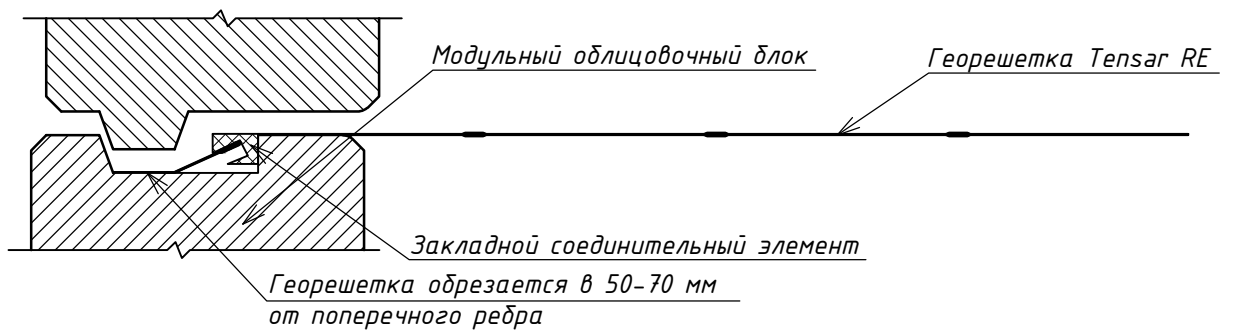 Модульный облицовочный блок
Георешетка Tensar RE
Закладной соединительный элемент
Георешетка обрезается в 50-70 мм
от поперечного ребра